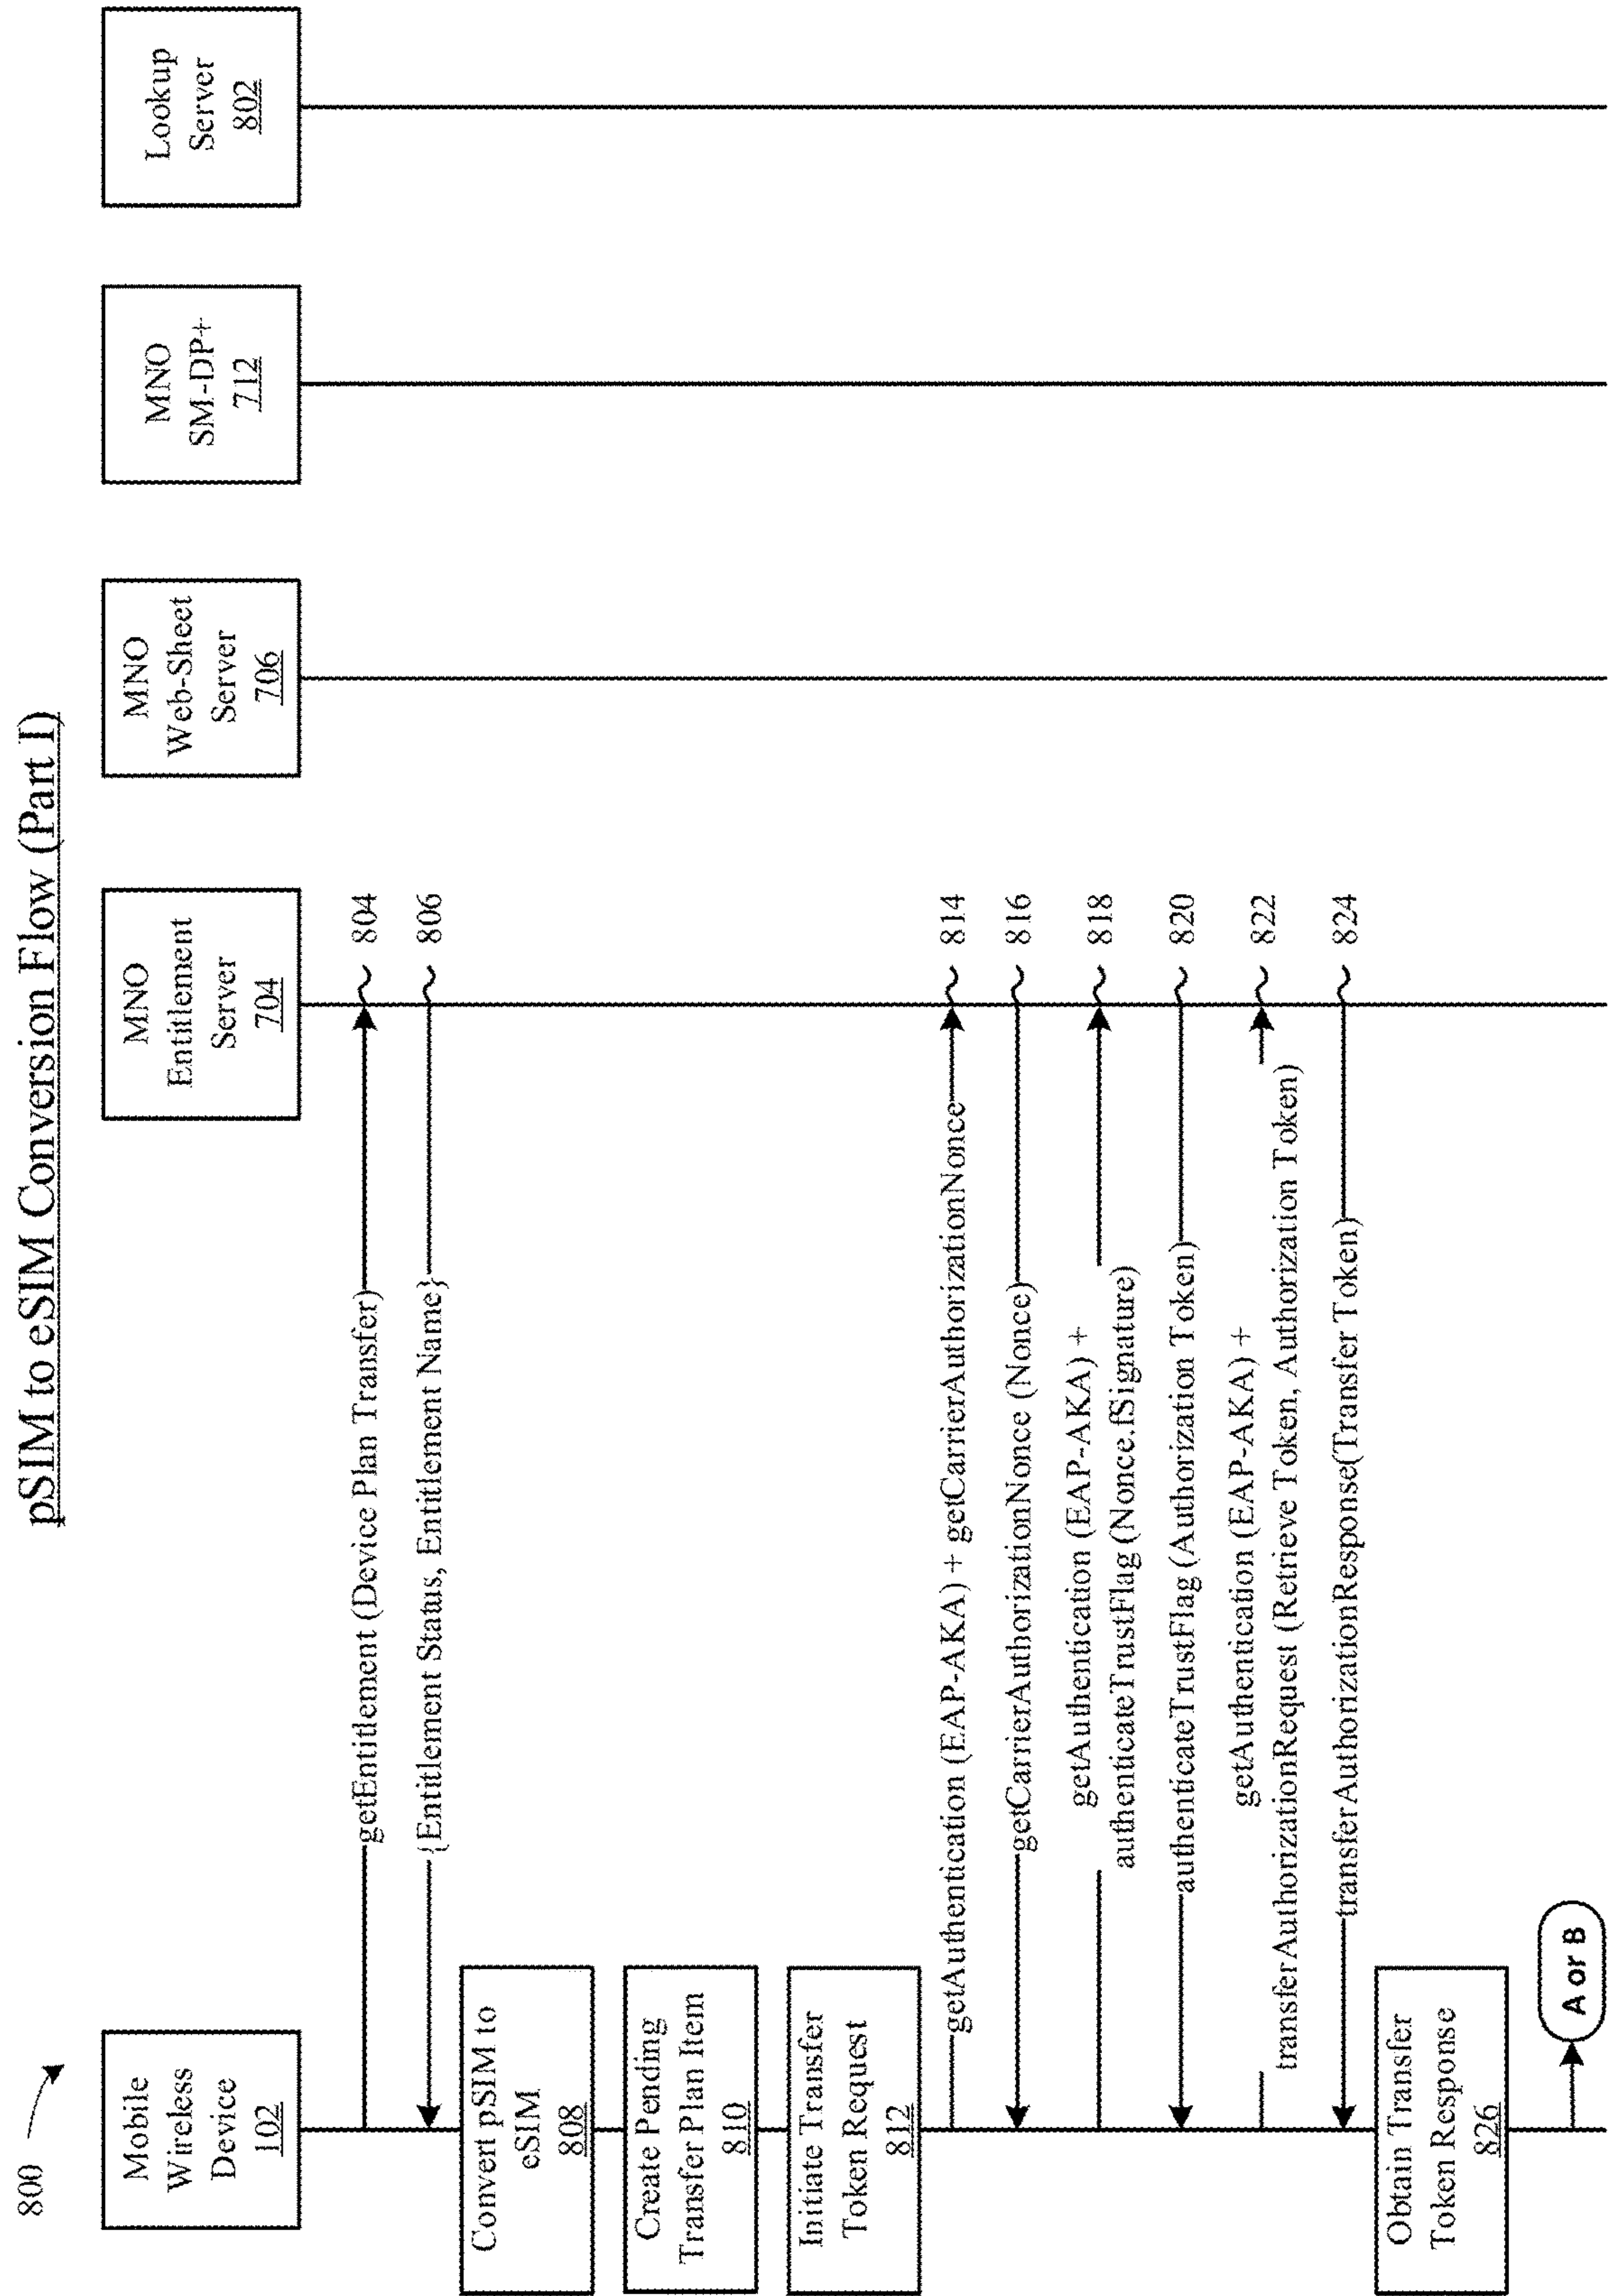 pSIM to eSIM Conversion Flow (Part I)
800
Mobile
Wireless
Device
102
MNO
Entitlement
Server
704
MNO
Web-Sheet
Server
706
MNO
SM-DP+
712
Lookup
Server
802
getEntitlement (Device Plan Transfer)
804
{Entitlement Status, Entitlement Name}
806
Convert pSIM to
eSIM
808
Create Pending
Transfer Plan Item
810
Initiate Transfer
Token Request
812
getAuthentication (EAP-AKA) + getCarrierAuthorizationNonce
814
getCarrierAuthorizationNonce (Nonce)
816
getAuthentication (EAP-AKA) +
authenticateTrustFlag (Nonce.fSignature)
818
authenticateTrustFlag (Authorization Token)
820
getAuthentication (EAP-AKA) +
transferAuthorizationRequest (Retrieve Token, Authorization Token)
822
transferAuthorizationResponse(Transfer Token)
824
Obtain Transfer
Token Response
826
A or B